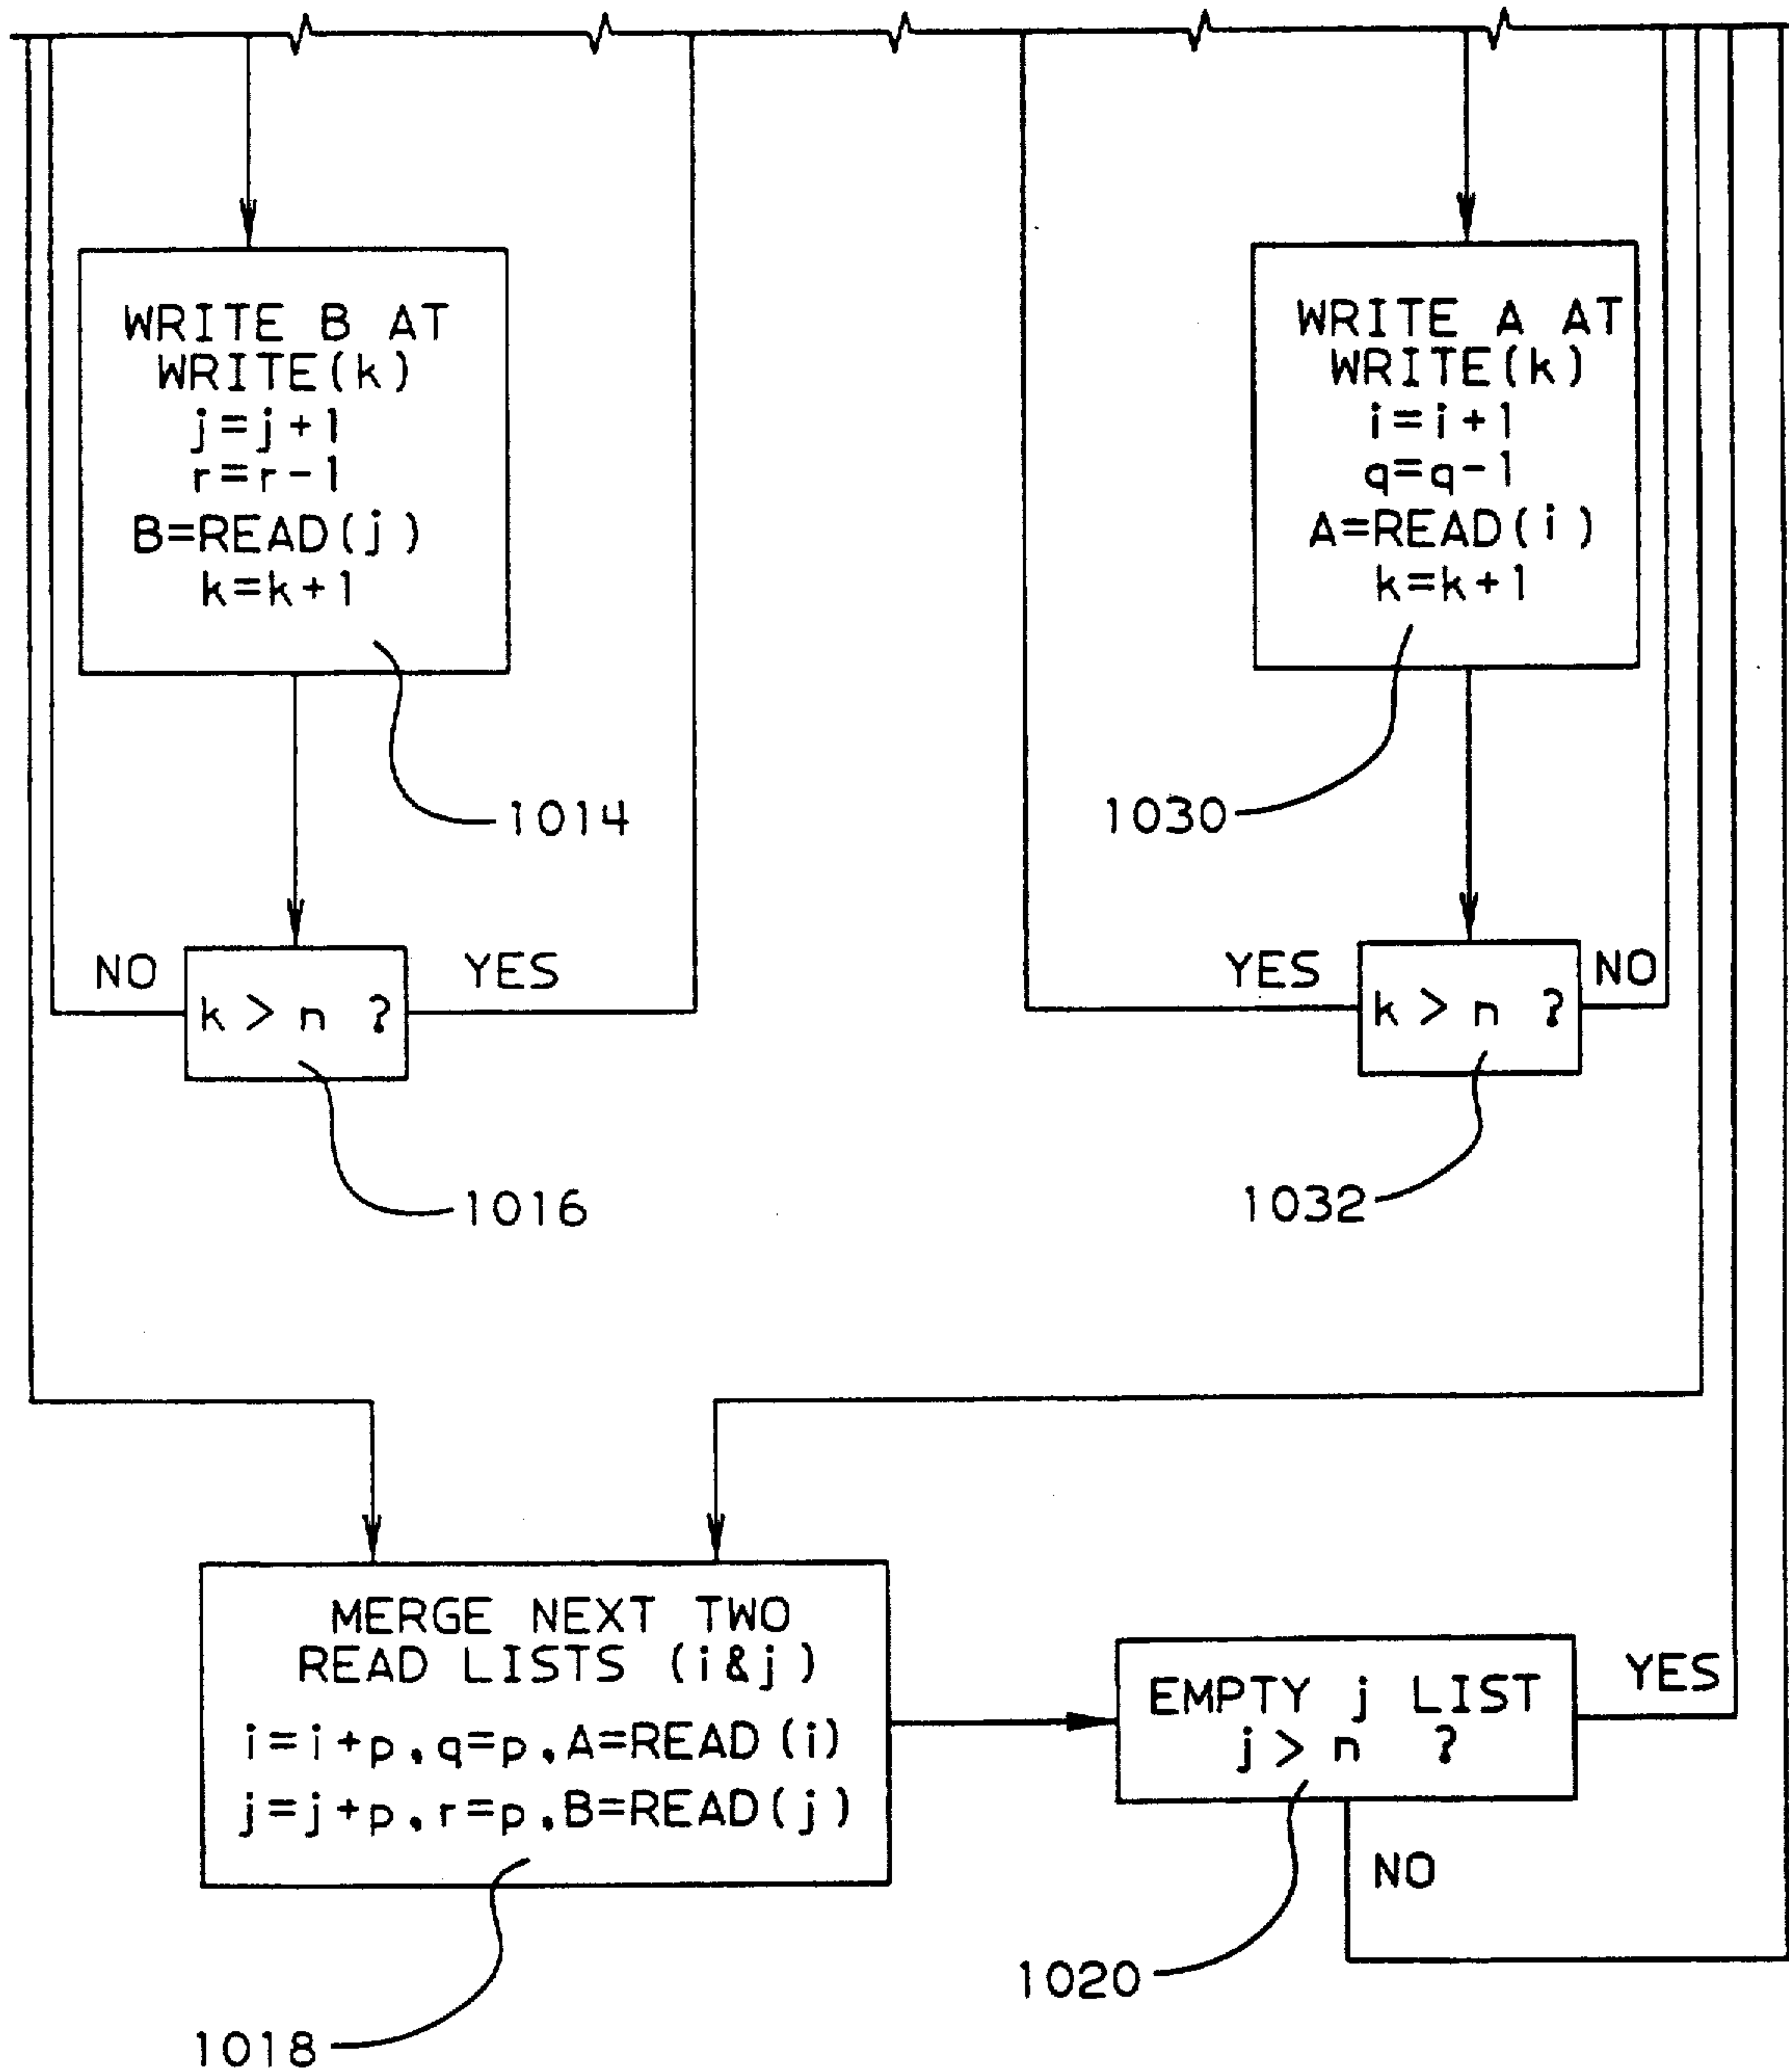 WRITE B AT
WRITE(k)
j=j+1
r=r-1
B=READ(j)
k=k+1
1014
WRITE A AT
WRITE(k)
i=i+1
q=q-1
A=READ(i)
k=k+1
1030
NO
k > n ?
YES
1016
YES
k > n ?
NO
1032
MERGE NEXT TWO
READ LISTS (i&j)
i=i+p,q=p,A=READ(i)
j=j+p,r=p,B=READ(j)
1018
EMPTY j LIST
j > n ?
YES
NO
1020